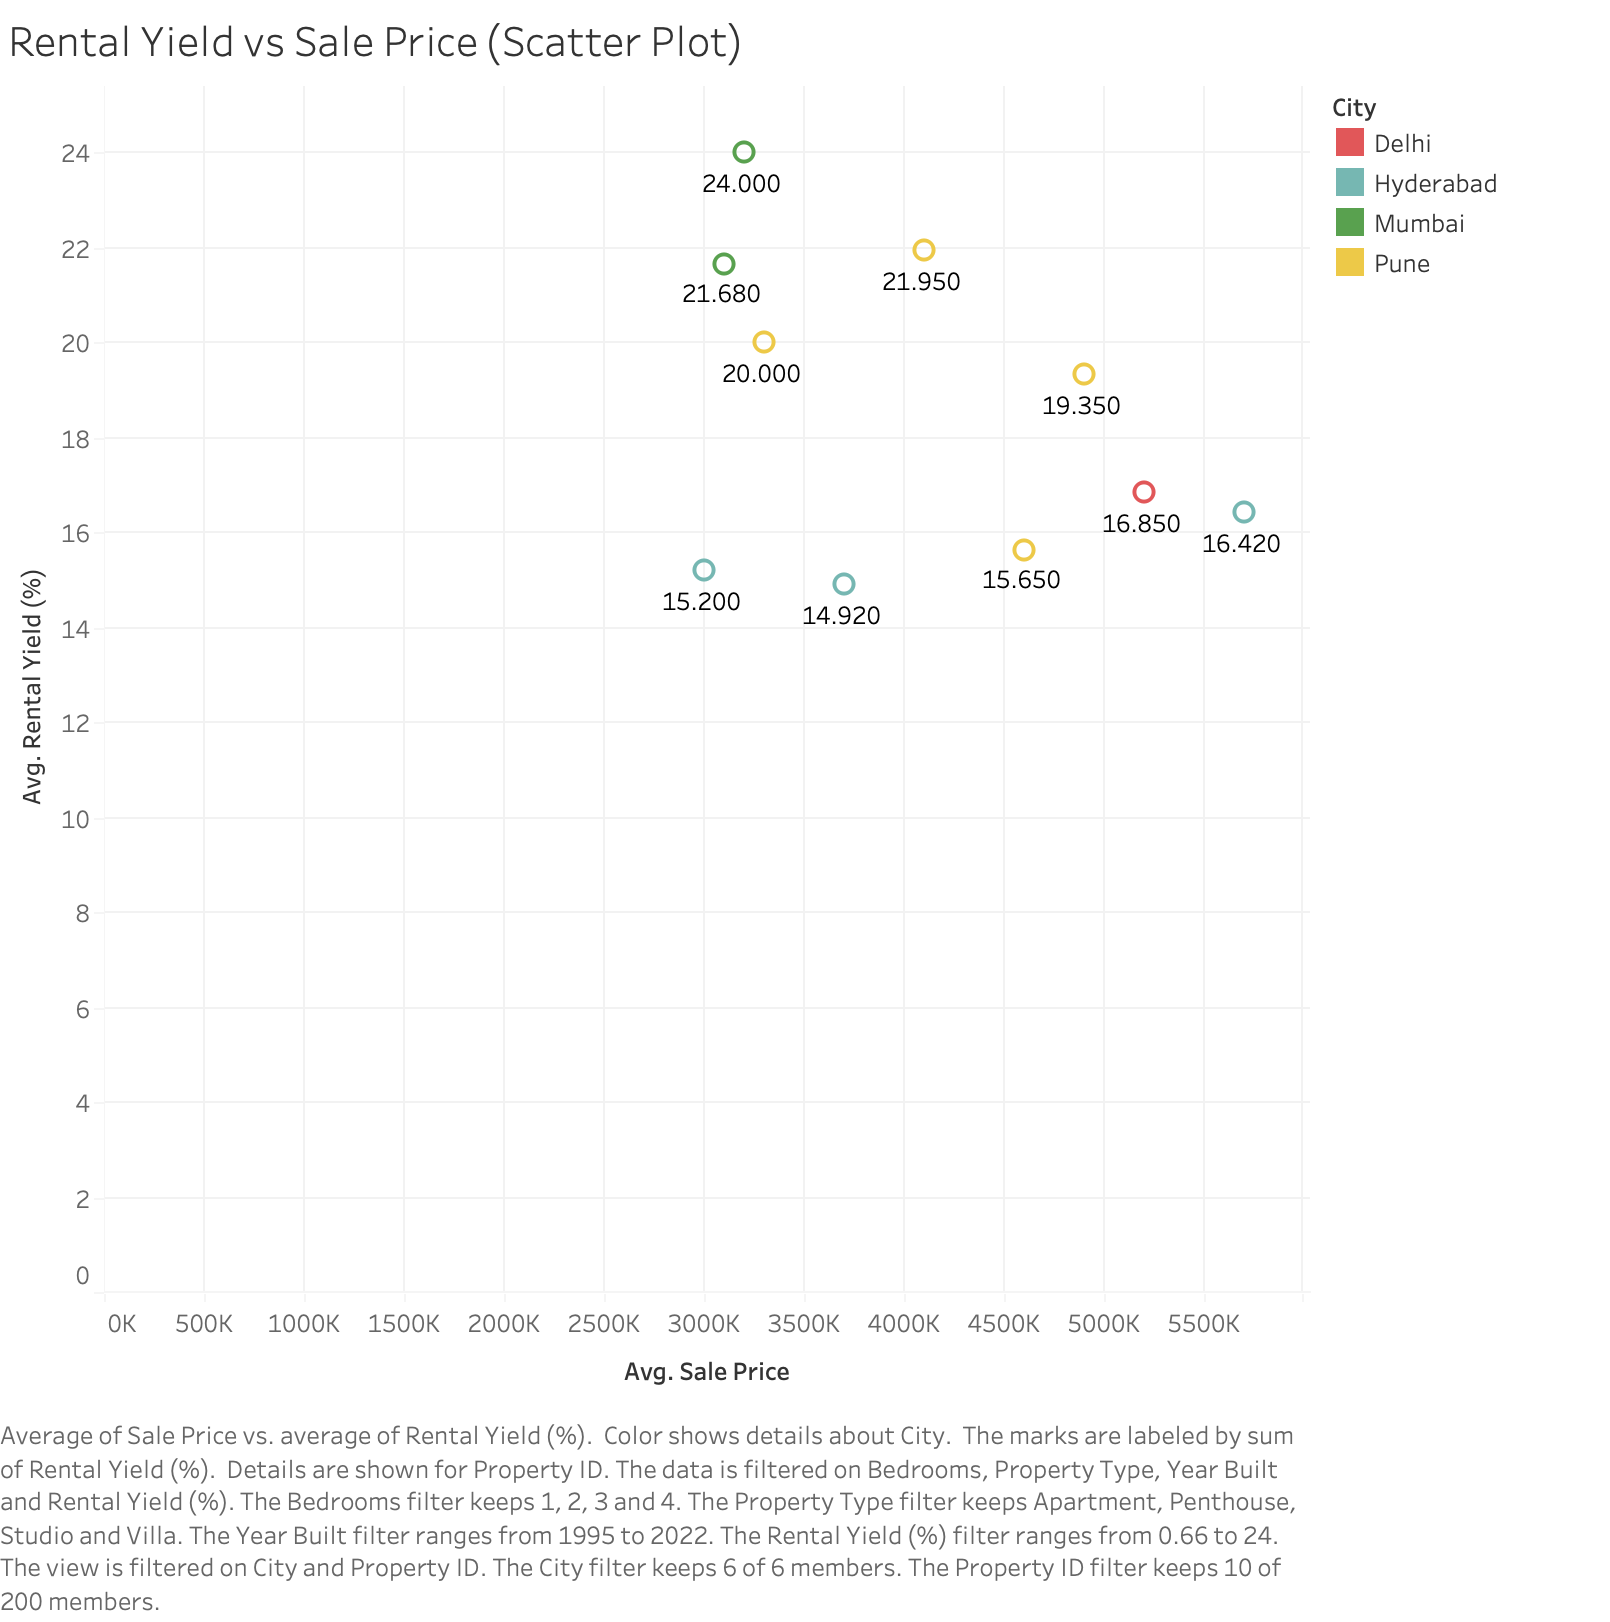 Rental Yield vs Sale Price (Scatter Plot)
City
Delhi
Hyderabad
Mumbai
Pune
24
22
20
18
16
14
12
10
8
6
4
2
0
Avg. Rental Yield (%)
24.000
21.680
21.950
20.000
19.350
16.850
16.420
15.650
15.200
14.920
0K 500K 1000K 1500K 2000K 2500K 3000K 3500K 4000K 4500K 5000K 5500K
Avg. Sale Price
Average of Sale Price vs. average of Rental Yield (%).  Color shows details about City.  The marks are labeled by sum
of Rental Yield (%).  Details are shown for Property ID. The data is filtered on Bedrooms, Property Type, Year Built
and Rental Yield (%). The Bedrooms filter keeps 1, 2, 3 and 4. The Property Type filter keeps Apartment, Penthouse,
Studio and Villa. The Year Built filter ranges from 1995 to 2022. The Rental Yield (%) filter ranges from 0.66 to 24.
The view is filtered on City and Property ID. The City filter keeps 6 of 6 members. The Property ID filter keeps 10 of
200 members.